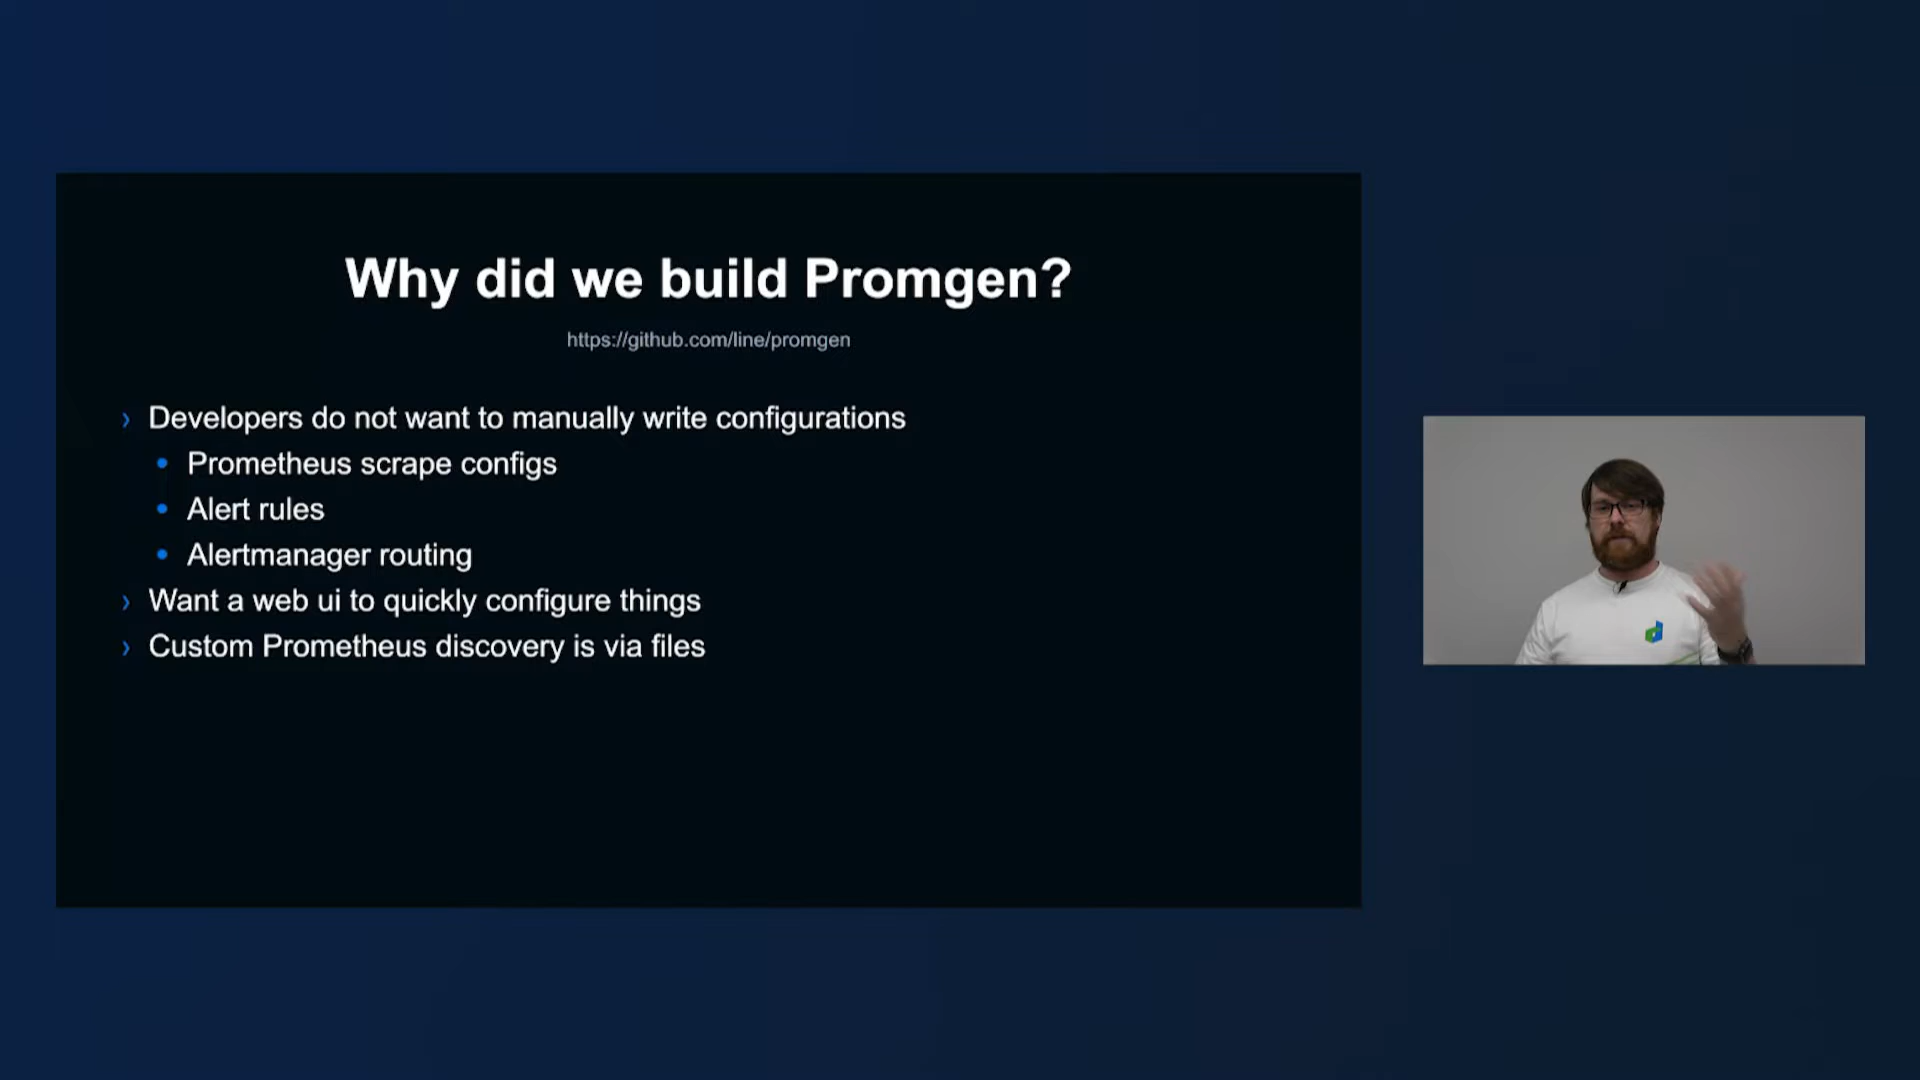 Why did we build Promgen?
https://github.com/line/promgen
› Developers do not want to manually write configurations
• Prometheus scrape configs
• Alert rules
• Alertmanager routing
› Want a web ui to quickly configure things
› Custom Prometheus discovery is via files